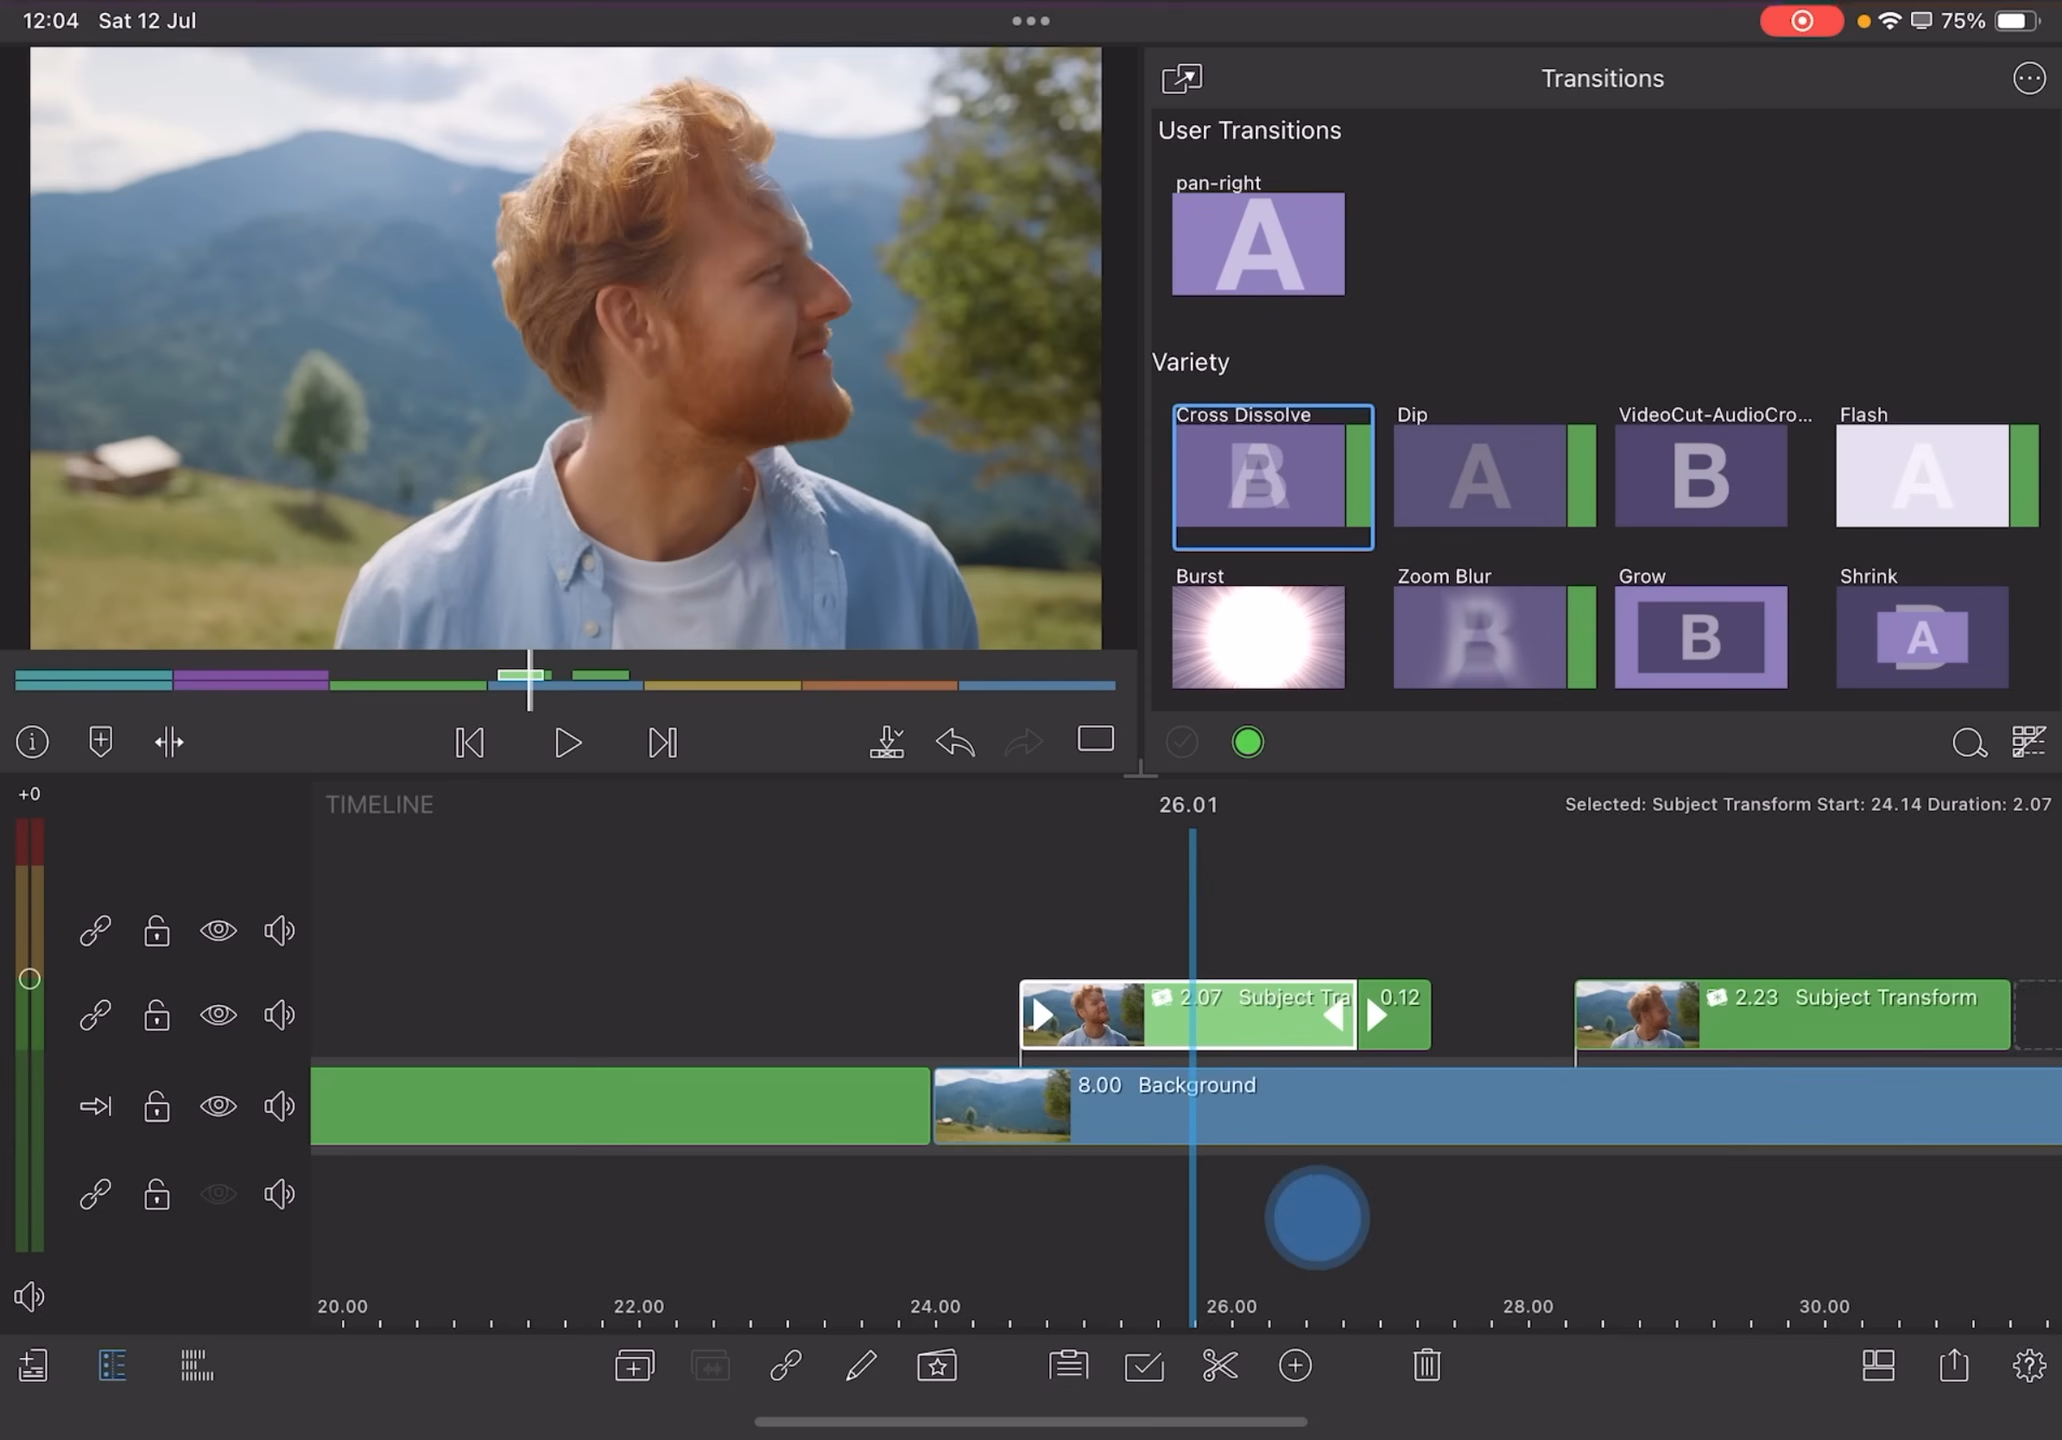 12:04 Sat 12 Jul
75%
Transitions
User Transitions
pan-right
A
Variety
Cross Dissolve
Dip
VideoCut-AudioCro...
Flash
A
B
A
B
A
Burst
Zoom Blur
Grow
Shrink
B
B
B
A
+0
TIMELINE
26.01
Selected: Subject Transform Start: 24.14 Duration: 2.07
2.07 Subject Tra
0.12
2.23 Subject Transform
8.00 Background
20.00
22.00
24.00
26.00
28.00
30.00